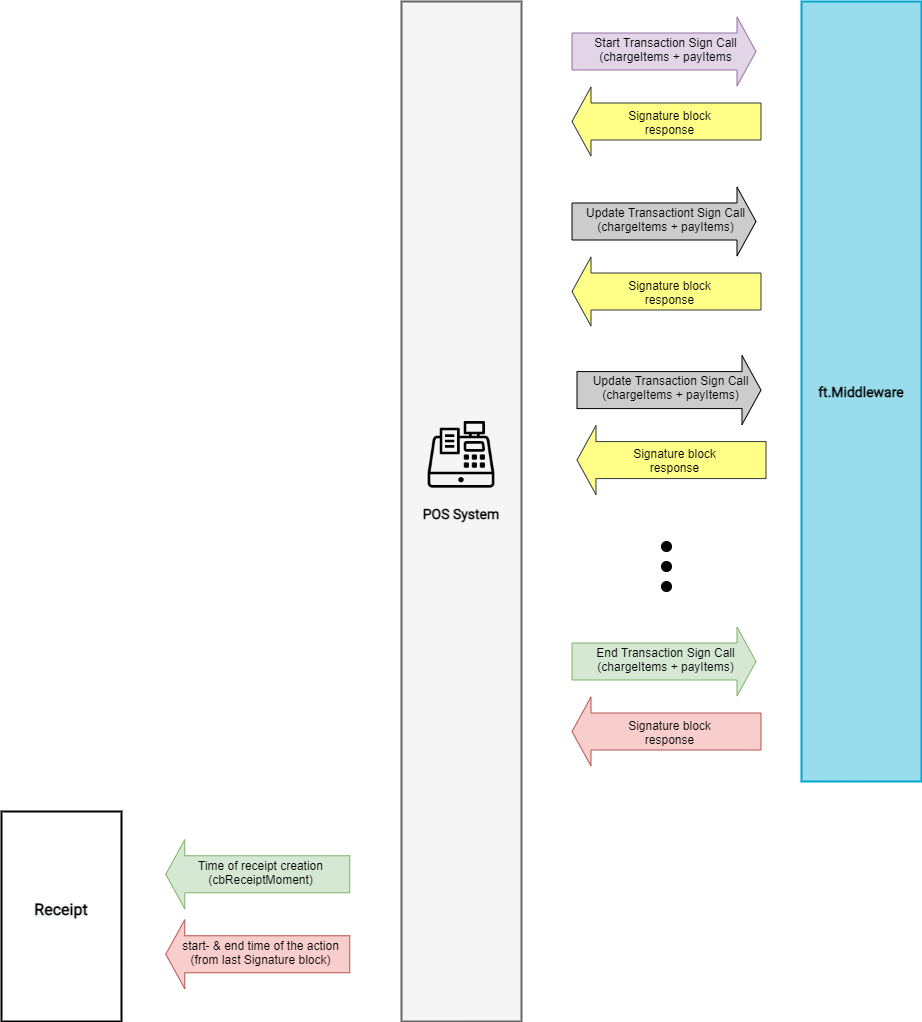 Start Transaction Sign Call
(chargeItems + payItems
Signature block
response
Update Transactiont Sign Call
(chargeItems + payItems)
Signature block
response
Update Transaction Sign Call
(chargeItems + payItems)
ft.Middleware
Signature block
response
POS System
End Transaction Sign Call
(chargeItems + payItems)
Signature block
response
Time of receipt creation
(cbReceiptMoment)
Receipt
start- & end time of the action
(from last Signature block)